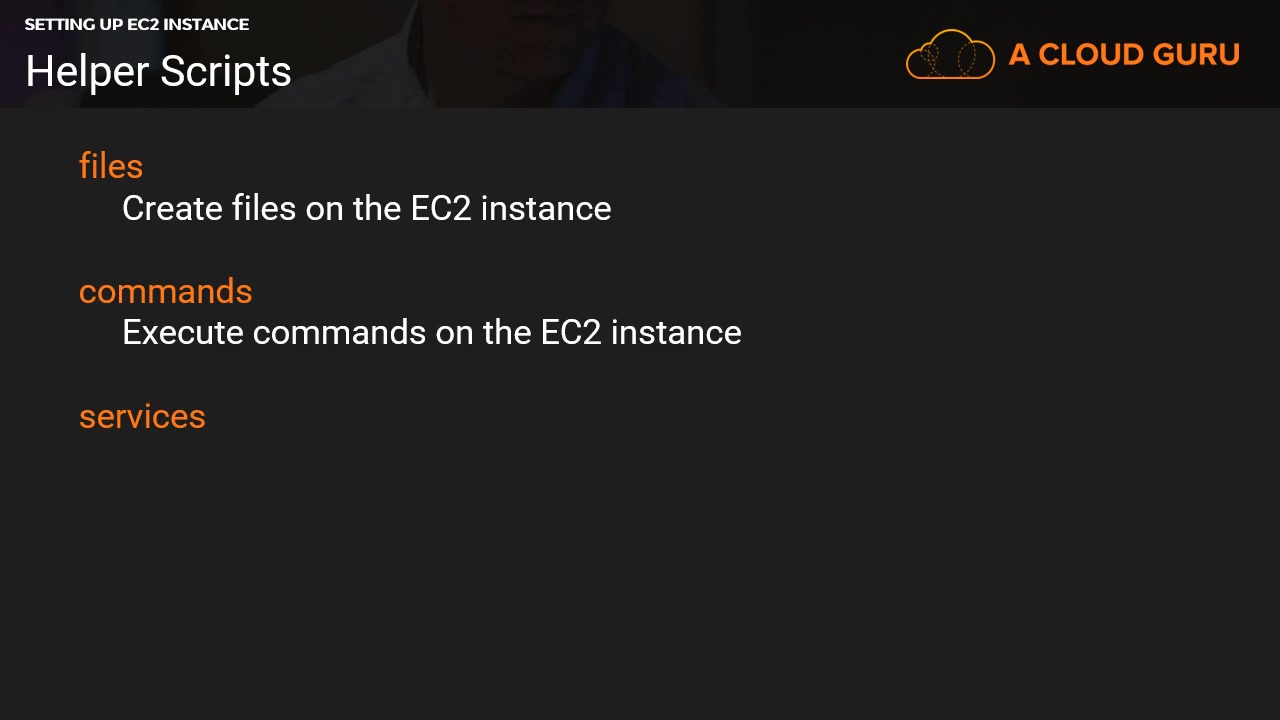 SETTING UP EC2 INSTANCE
Helper Scripts
A CLOUD GURU
files
Create files on the EC2 instance
commands
Execute commands on the EC2 instance
services